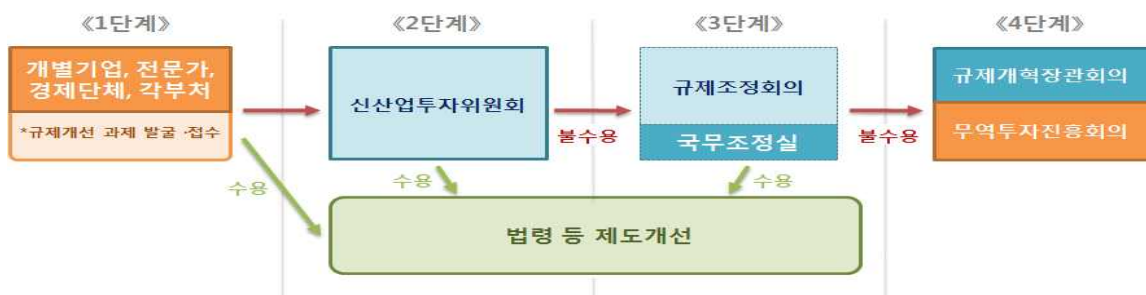 《1단계》
《2단계》
《3단계》
《4단계》
개별기업, 전문가,
경제단체, 각부처
*규제개선 과제 발굴·접수
신산업투자위원회
불수용
규제조정회의
국무조정실
불수용
규제개혁장관회의
무역투자진흥회의
수용
수용
수용
법령 등 제도개선